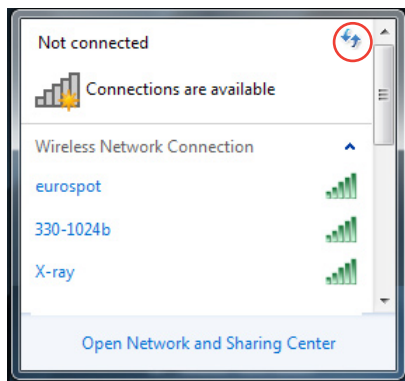 Not connected
Connections are available
Wireless Network Connection
eurospot
330-1024b
X-ray
Open Network and Sharing Center